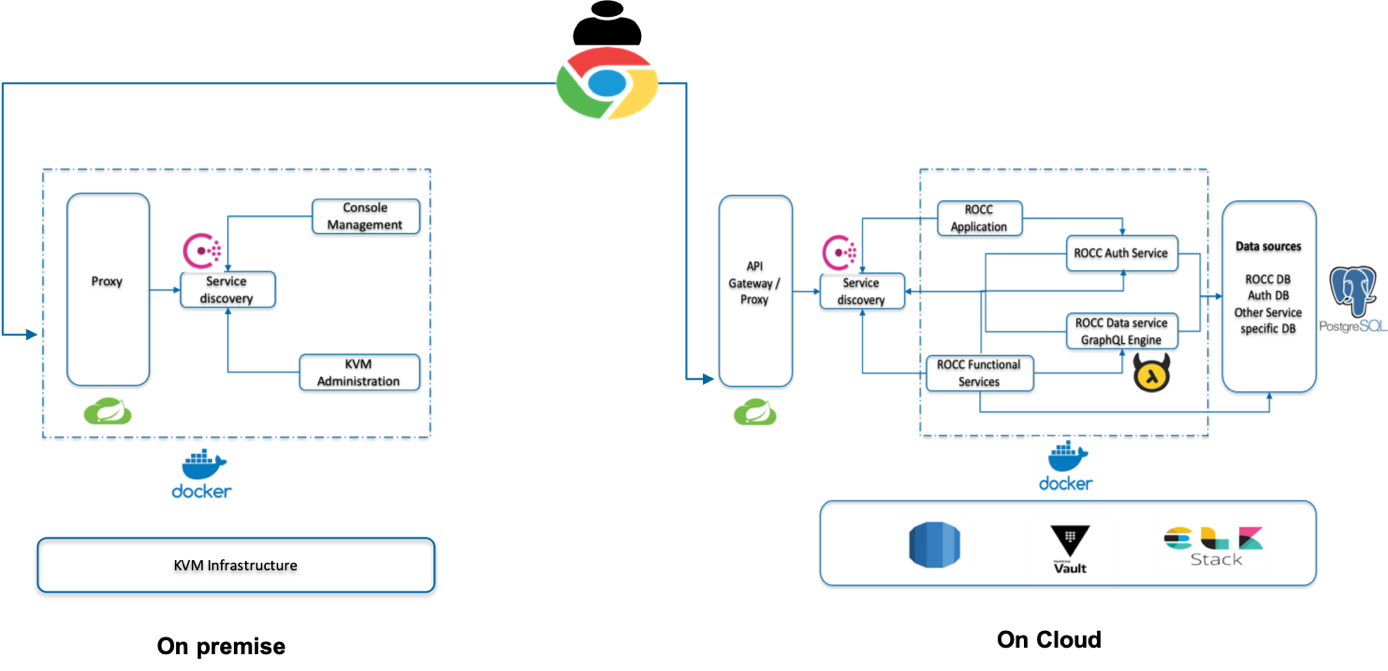 Console
Management
Proxy
Service
discovery
KVM
Administration
docker
KVM Infrastructure
On premise
API
Gateway /
Proxy
Service
discovery
ROCC
Application
ROCC Auth Service
ROCC Data service
GraphQL Engine
ROCC Functional
Services
Data sources
ROCC DB
Auth DB
Other Service
specific DB
PostgreSQL
docker
Vault
ELK
Stack
On Cloud